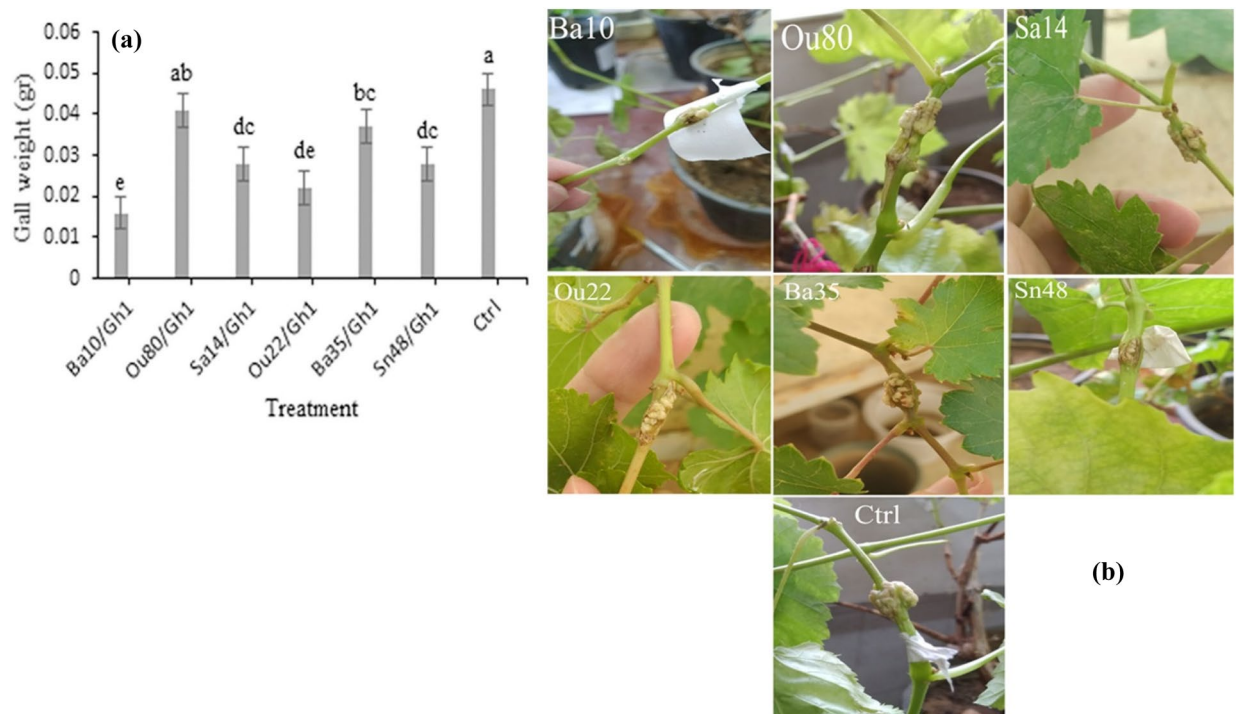 (a)
Gall weight (gr)
0.06
0.05
0.04
0.03
0.02
0.01
0
e
ab
dc
de
bc
dc
a
Ba10/Gh1
Ou80/Gh1
Sa14/Gh1
Ou22/Gh1
Ba35/Gh1
Sn48/Gh1
Ctrl
Treatment
Ba10
Ou80
Sa14
Ou22
Ba35
Sn48
Ctrl
(b)